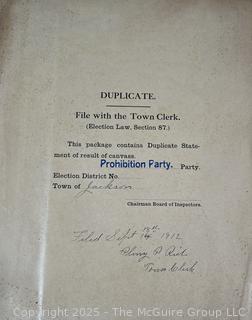 DUPLICATE.
File with the Town Clerk.
(Election Law, Section 87.)
This package contains Duplicate State-
ment of result of canvass.
Prohibition Party. Party.
Election District No.
Town of Jackson
Chairman Board of Inspectors.
Filed Sept 1912
Town Clerk
Copyright 2025 - The McGuire Group LLC